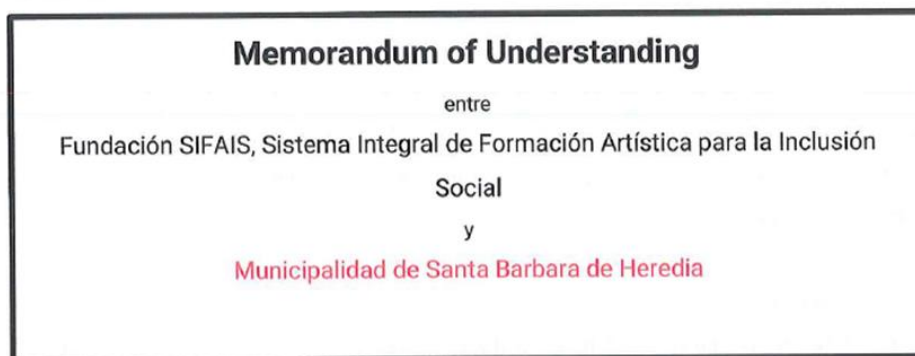 Memorandum of Understanding
entre
Fundación SIFAIS, Sistema Integral de Formación Artística para la Inclusión
Social
y
Municipalidad de Santa Barbara de Heredia